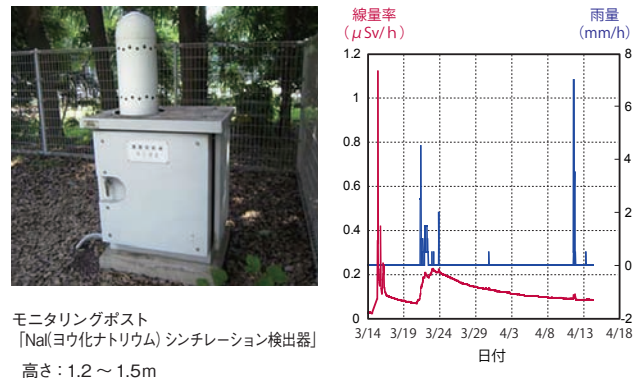 線量率
(μSv/h)
雨量
(mm/h)
1.2
1
0.8
0.6
0.4
0.2
0
8
6
4
2
0
-2
3/14 3/19 3/24 3/29 4/3 4/8 4/13 4/18
日付
モニタリングポスト
「NaI(ヨウ化ナトリウム) シンチレーション検出器」
高さ：1.2 ～ 1.5m